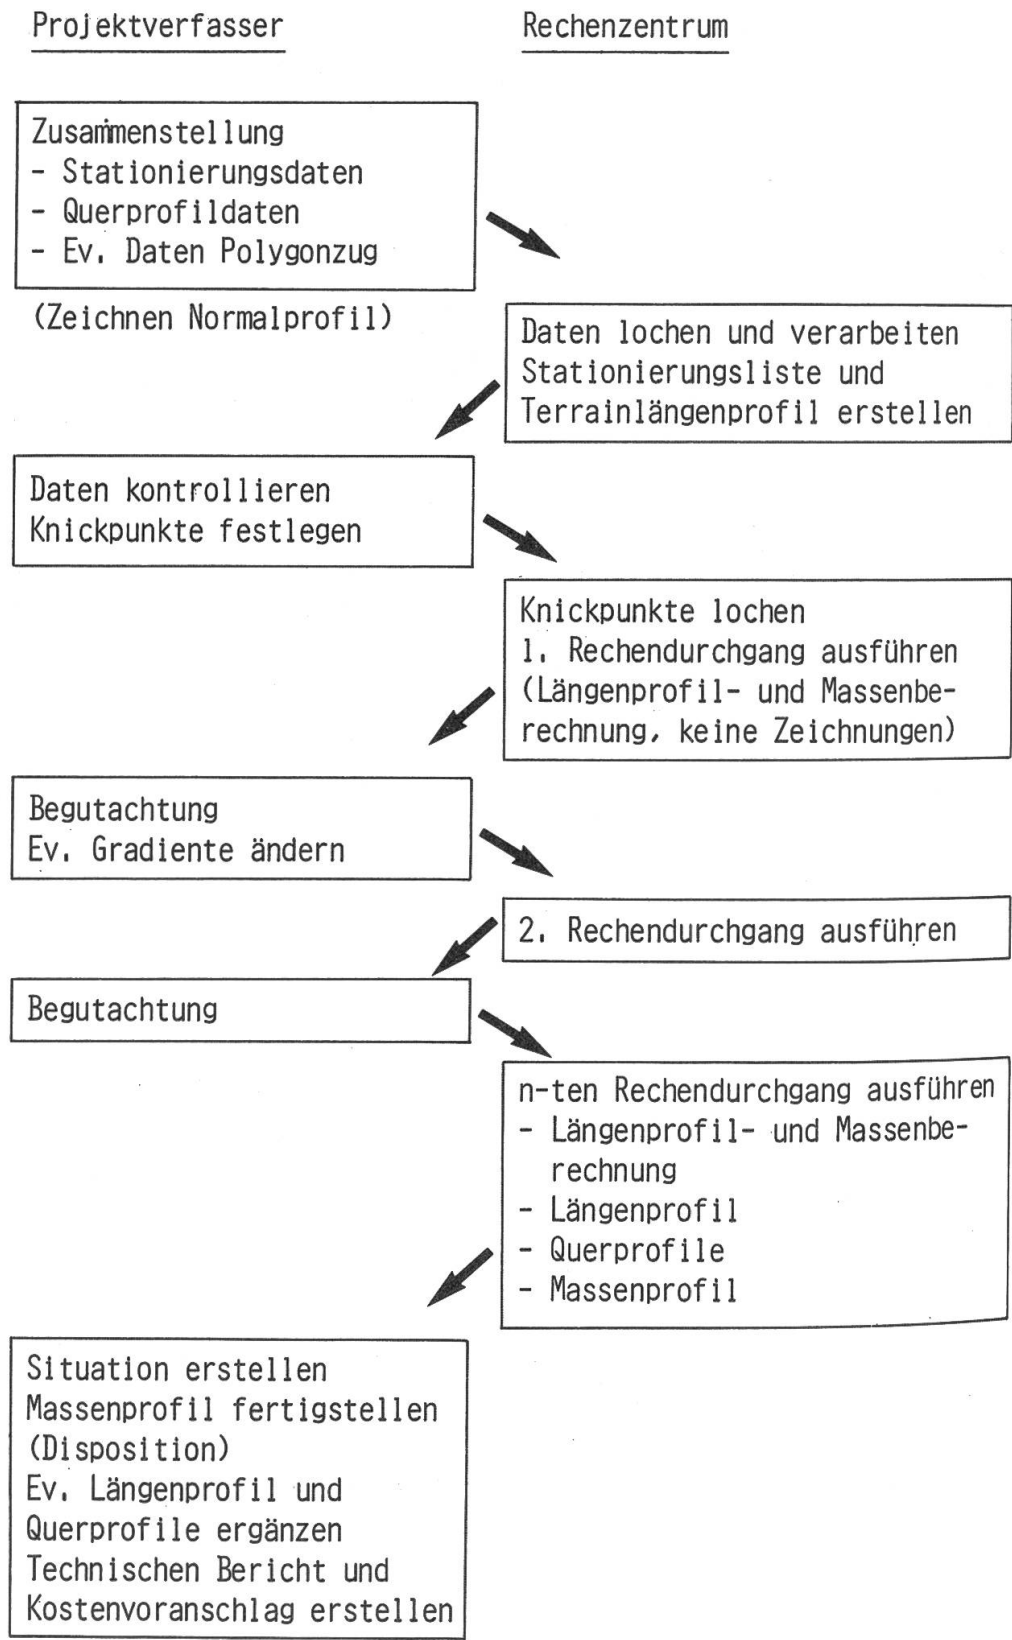 Projektverfasser
Rechenzentrum
Zusammenstellung
- Stationierungsdaten
- Querprofildaten
- Ev. Daten Polygonzug
(Zeichnen Normalprofil)
Daten lochen und verarbeiten
Stationierungsliste und
Terrainlängenprofil erstellen
Daten kontrollieren
Knickpunkte festlegen
Knickpunkte lochen
1. Rechendurchgang ausführen
(Längenprofil- und Massenbe-
rechnung, keine Zeichnungen)
Begutachtung
Ev. Gradiente ändern
2. Rechendurchgang ausführen
Begutachtung
n-ten Rechendurchgang ausführen
- Längenprofil- und Massenbe-
rechnung
- Längenprofil
- Querprofile
- Massenprofil
Situation erstellen
Massenprofil fertigstellen
(Disposition)
Ev. Längenprofil und
Querprofile ergänzen
Technischen Bericht und
Kostenvoranschlag erstellen